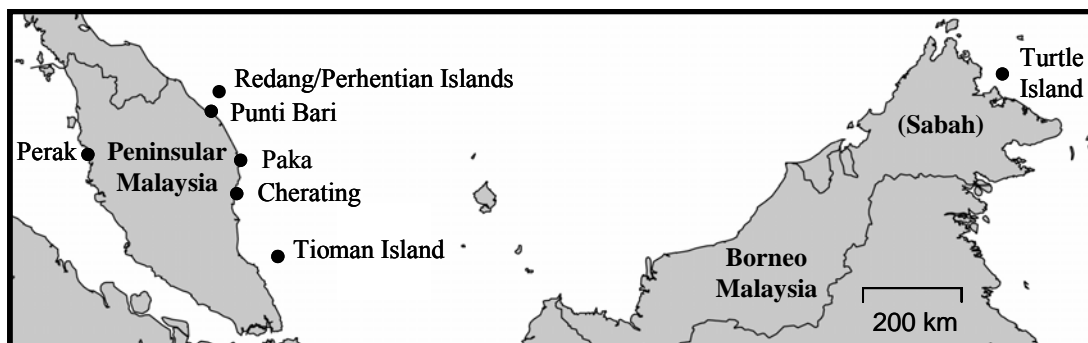 Redang/Perhentian Islands
Punti Bari
Perak
Peninsular
Malaysia
Paka
Cherating
Tioman Island
Turtle
Island
(Sabah)
Borneo
Malaysia
200 km